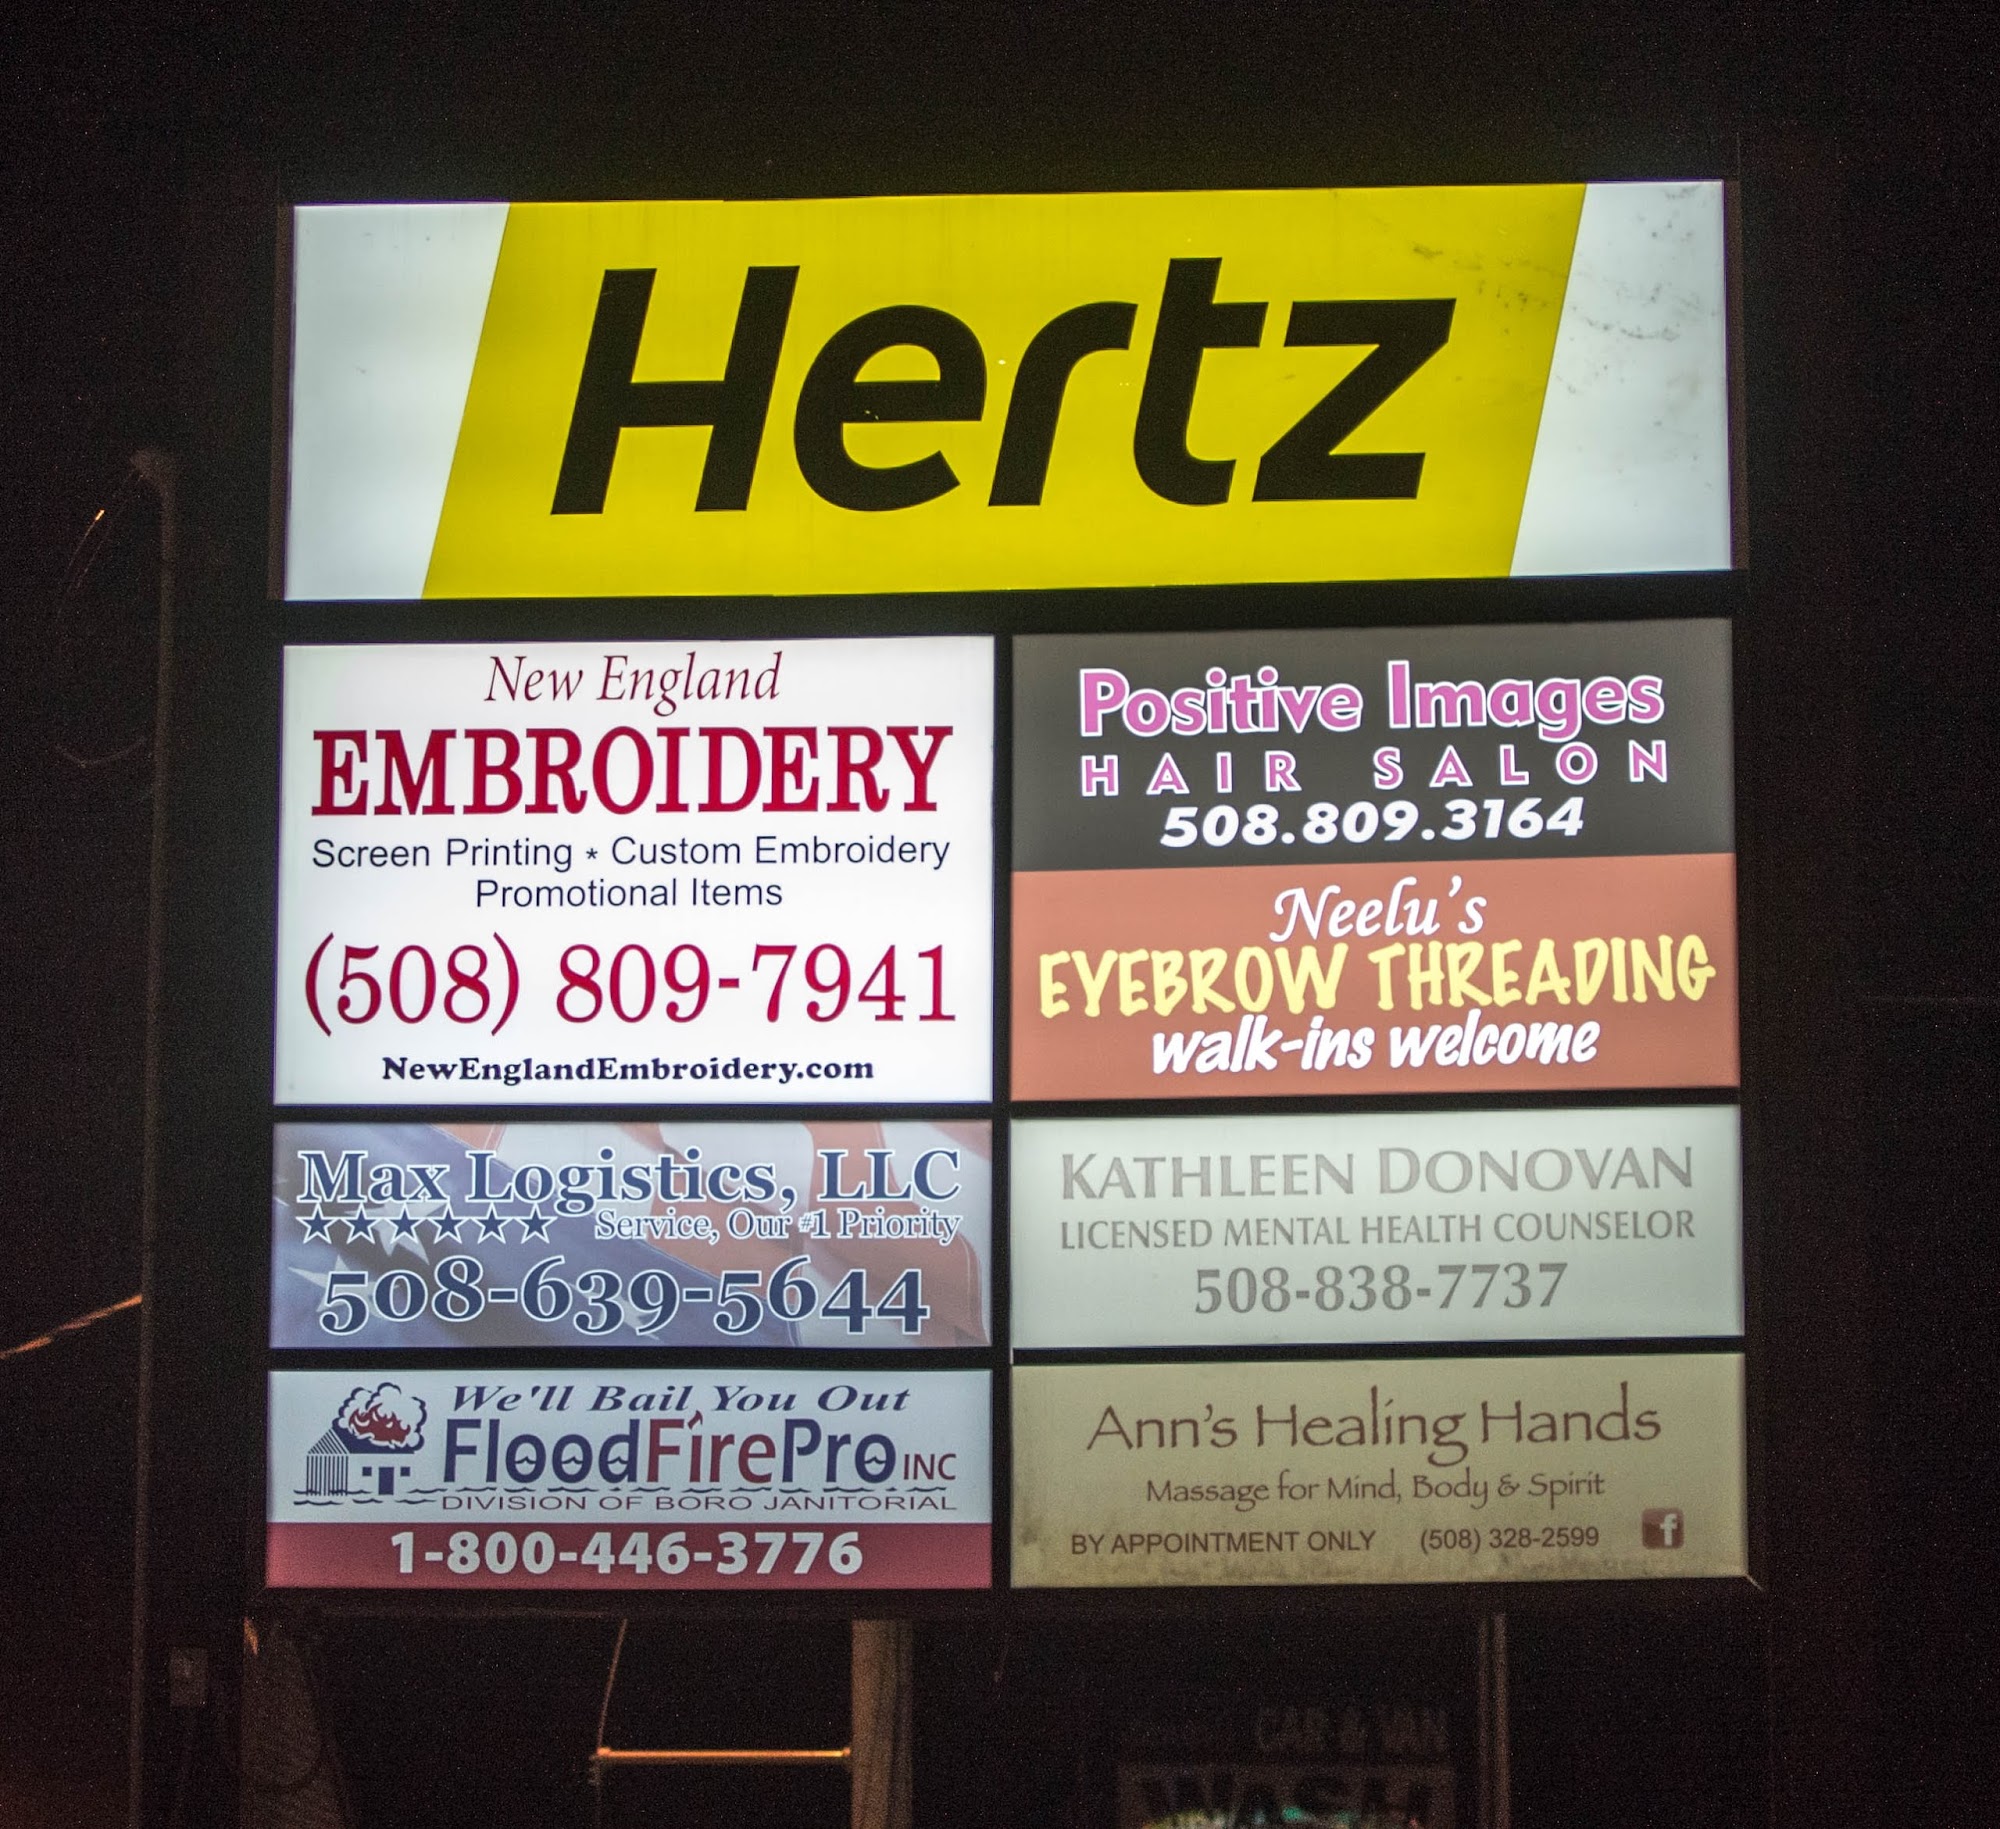 Hertz
New England
EMBROIDERY
Screen Printing * Custom Embroidery
Promotional Items
(508) 809-7941
NewEnglandEmbroidery.com
Positive Images
HAIR SALON
508.809.3164
Neelu's
EYEBROW THREADING
walk-ins welcome
Max Logistics, LLC
Service, Our #1 Priority
508-639-5644
KATHLEEN DONOVAN
LICENSED MENTAL HEALTH COUNSELOR
508-838-7737
We'll Bail You Out
FloodFirePro INC
DIVISION OF BORO JANITORIAL
1-800-446-3776
Ann's Healing Hands
Massage for Mind, Body & Spirit
BY APPOINTMENT ONLY (508) 328-2599
f
CAR & VAN
WASH